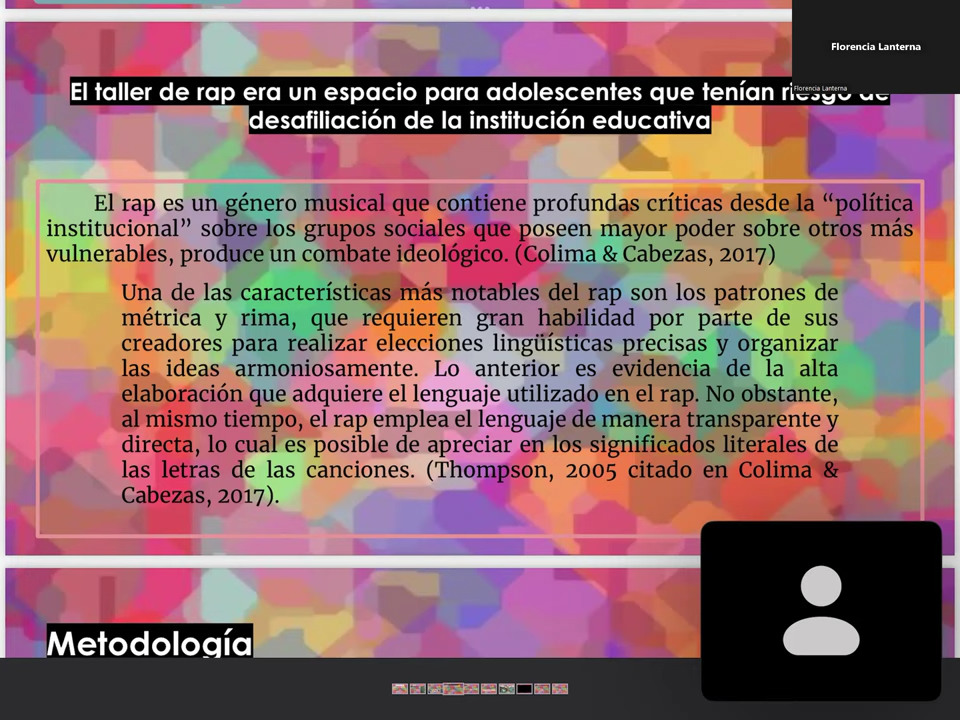 Florencia Lanterna
Florencia Lanterna
El taller de rap era un espacio para adolescentes que tenían riesgo de
desafiliación de la institución educativa
El rap es un género musical que contiene profundas críticas desde la “política
institucional” sobre los grupos sociales que poseen mayor poder sobre otros más
vulnerables, produce un combate ideológico. (Colima & Cabezas, 2017)
Una de las características más notables del rap son los patrones de
métrica y rima, que requieren gran habilidad por parte de sus
creadores para realizar elecciones lingüísticas precisas y organizar
las ideas armoniosamente. Lo anterior es evidencia de la alta
elaboración que adquiere el lenguaje utilizado en el rap. No obstante,
al mismo tiempo, el rap emplea el lenguaje de manera transparente y
directa, lo cual es posible de apreciar en los significados literales de
las letras de las canciones. (Thompson, 2005 citado en Colima &
Cabezas, 2017).
Metodología